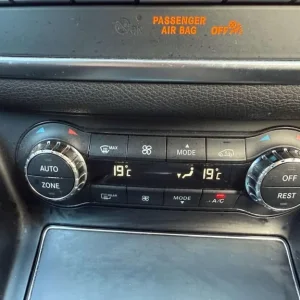 PASSENGER
AIR BAG OFF
MAX
MODE
AUTO
ZONE
19°C
19°C
OFF
REST
MODE
A/C